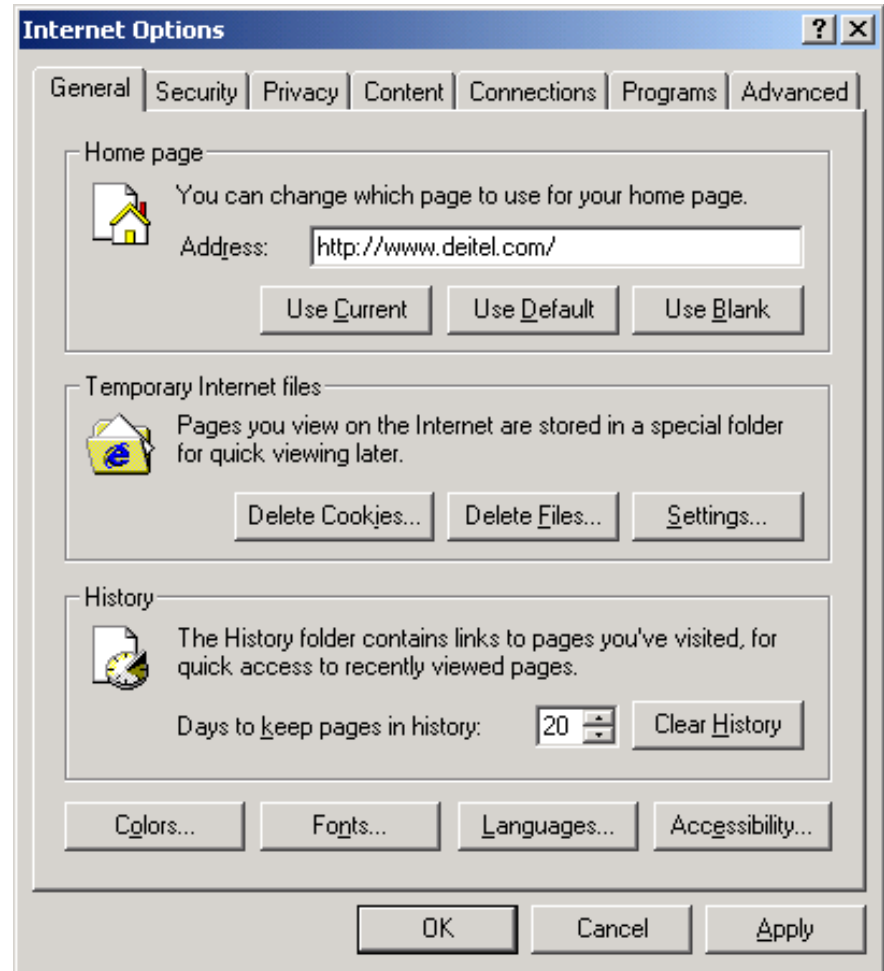 Internet Options
General Security Privacy Content Connections Programs Advanced
Home page
You can change which page to use for your home page.
Address: http://www.deitel.com/
Use Current Use Default Use Blank
Temporary Internet files
Pages you view on the Internet are stored in a special folder
for quick viewing later.
Delete Cookies... Delete Files... Settings...
History
The History folder contains links to pages you've visited, for
quick access to recently viewed pages.
Days to keep pages in history: 20 Clear History
Colors... Fonts... Languages... Accessibility...
OK Cancel Apply